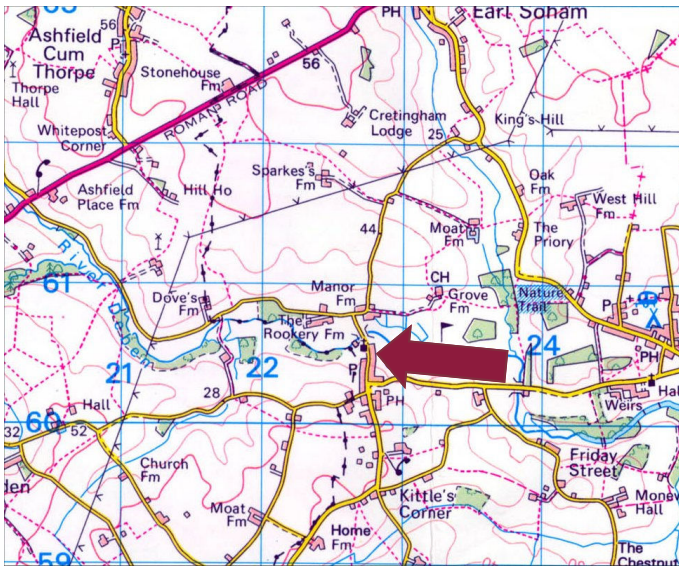 PH
Earl Soham
56
P
Ashfield
Cum
Thorpe
56
Stonehouse
Fm
Thorpe
Hall
ROMAN ROAD
Cretingham
Lodge
King's Hill
Whitepost
Corner
25
Sparkes's
Fm
Oak
Fm
Ashfield
Place Fm
Hill Ho
West Hill
Fm
44
Moat
Fm
The
Priory
River Deben
61
CH
Manor
Fm
Grove
Fm
Nature
Trail
Dove's
Fm
The
Rookery Fm
P
21
22
24
P
PH
28
PH
Hal
Hall
60
Weirs
32
52
Friday
Street
den
Church
Fm
Kittle's
Corner
Monew
Hall
Moat
Fm
Home
Fm
The
Chestnut
59